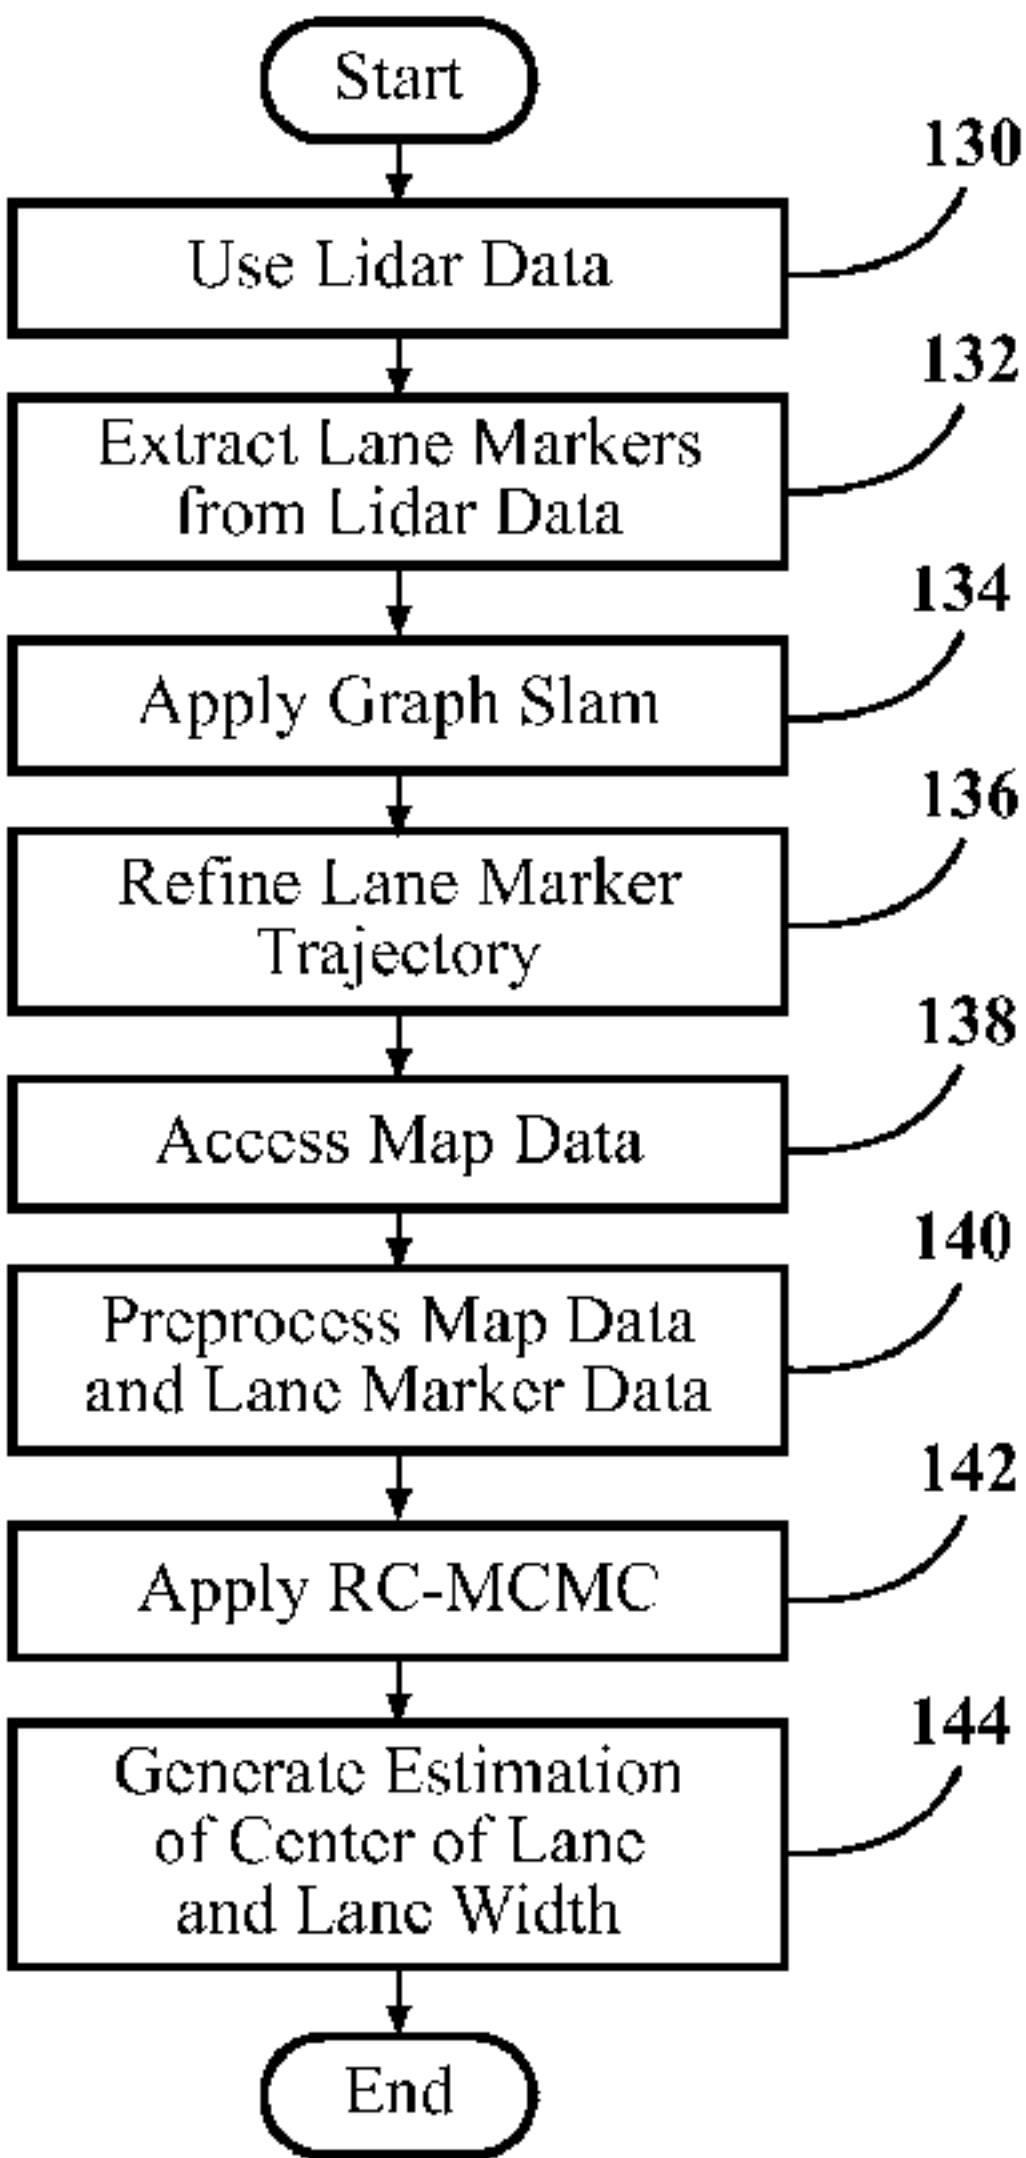 Start
130
Use Lidar Data
132
Extract Lane Markers
from Lidar Data
134
Apply Graph Slam
136
Refine Lane Marker
Trajectory
138
Access Map Data
140
Preprocess Map Data
and Lane Marker Data
142
Apply RC-MCMC
144
Generate Estimation
of Center of Lane
and Lane Width
End